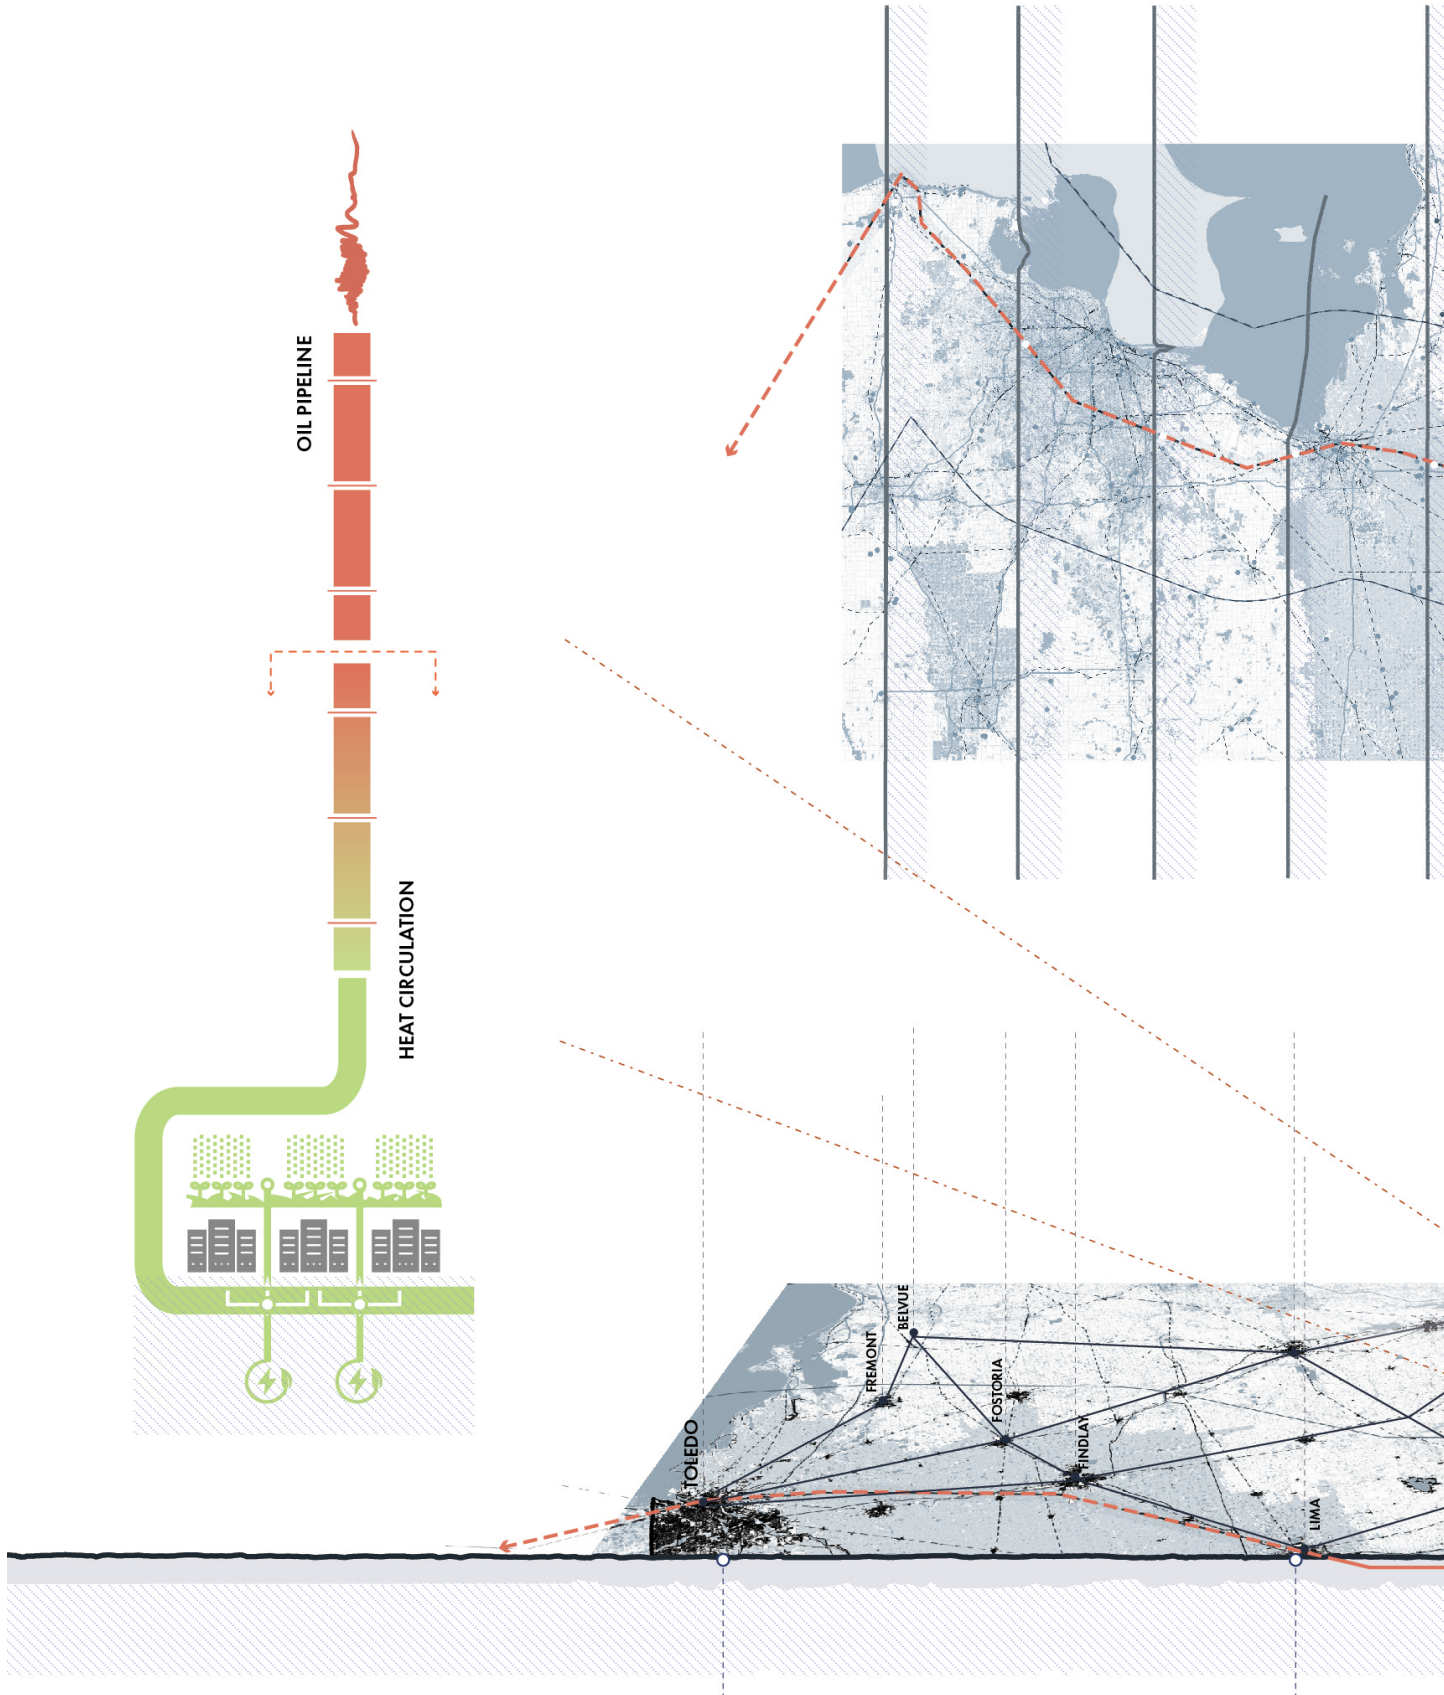 OIL PIPELINE
HEAT CIRCULATION
TOLEDO
FREMONT
BELVUE
FOSTORIA
FINDLAY
LIMA